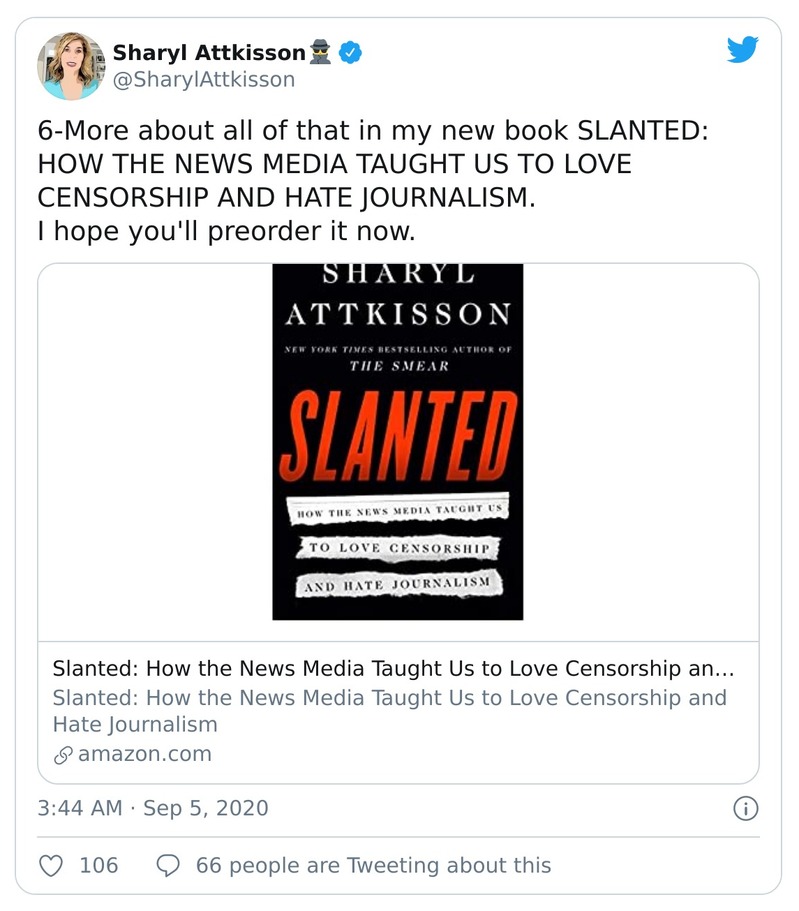 Sharyl Attkisson
@SharylAttkisson
6-More about all of that in my new book SLANTED:
HOW THE NEWS MEDIA TAUGHT US TO LOVE
CENSORSHIP AND HATE JOURNALISM.
I hope you'll preorder it now.
SHARYL
ATTKISSON
NEW YORK TIMES BESTSELLING AUTHOR OF
THE SMEAR
SLANTED
HOW THE NEWS MEDIA TAUGHT US
TO LOVE CENSORSHIP
AND HATE JOURNALISM
Slanted: How the News Media Taught Us to Love Censorship an...
Slanted: How the News Media Taught Us to Love Censorship and
Hate Journalism
amazon.com
3:44 AM · Sep 5, 2020
106
66 people are Tweeting about this